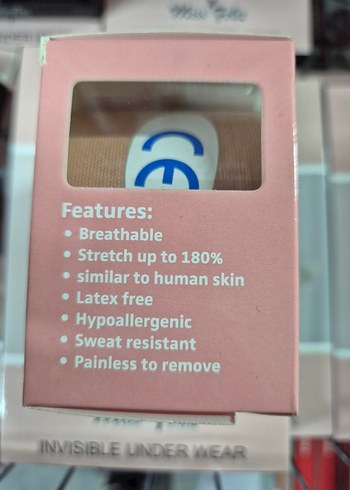 CE
Features:
• Breathable
• Stretch up to 180%
• similar to human skin
• Latex free
• Hypoallergenic
• Sweat resistant
• Painless to remove
INVISIBLE UNDER WEAR